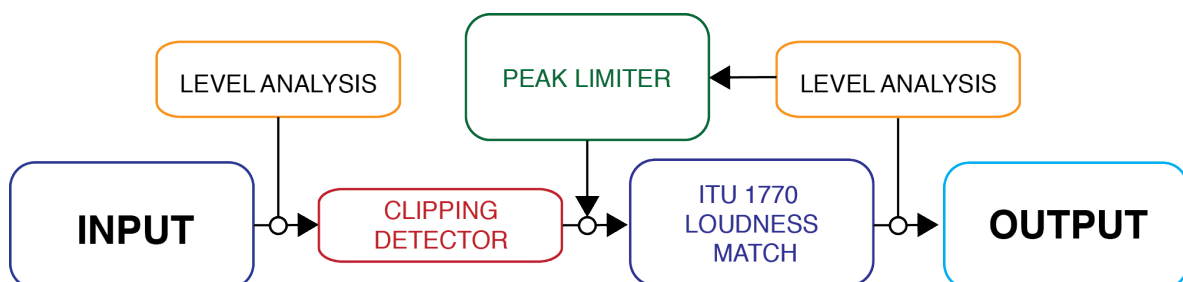 LEVEL ANALYSIS
PEAK LIMITER
LEVEL ANALYSIS
INPUT
CLIPPING
DETECTOR
ITU 1770
LOUDNESS
MATCH
OUTPUT